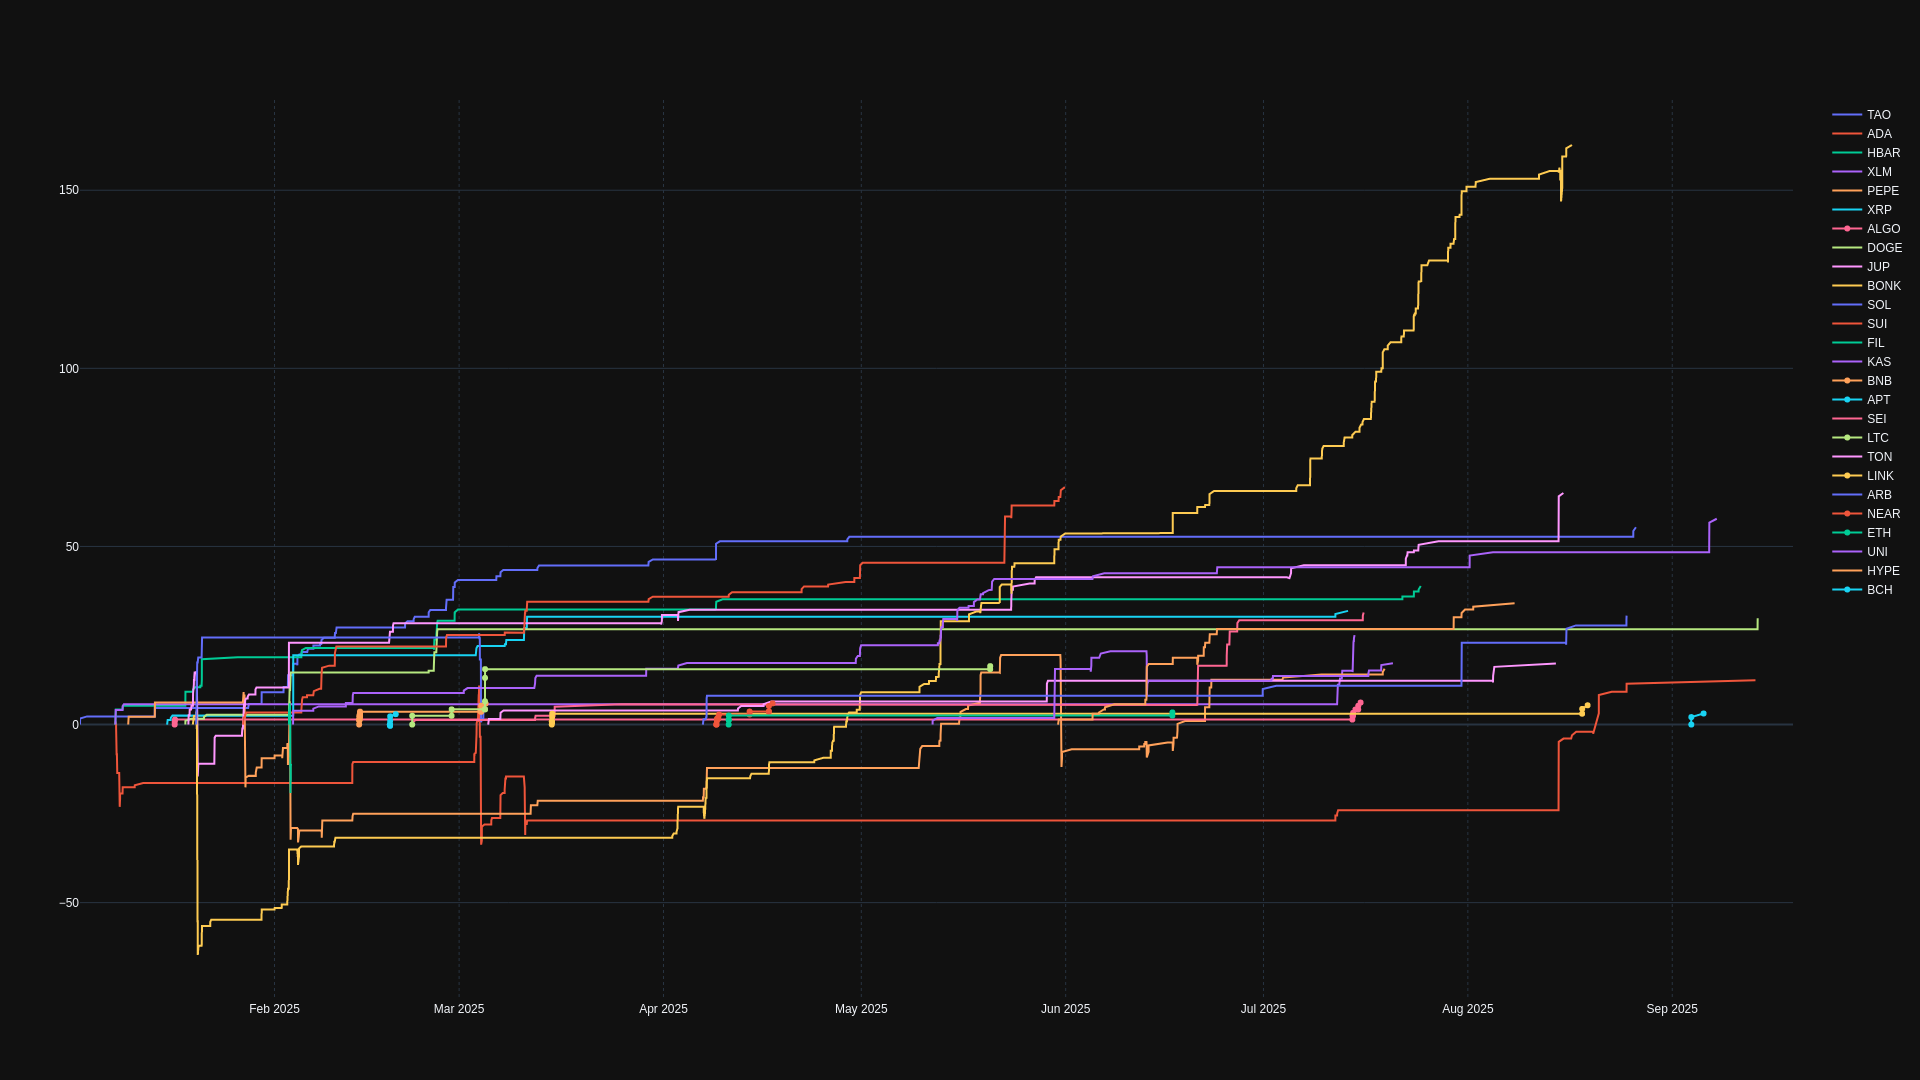 150
100
50
0
−50
Feb 2025
Mar 2025
Apr 2025
May 2025
Jun 2025
Jul 2025
Aug 2025
Sep 2025
TAO
ADA
HBAR
XLM
PEPE
XRP
ALGO
DOGE
JUP
BONK
SOL
SUI
FIL
KAS
BNB
APT
SEI
LTC
TON
LINK
ARB
NEAR
ETH
UNI
HYPE
BCH